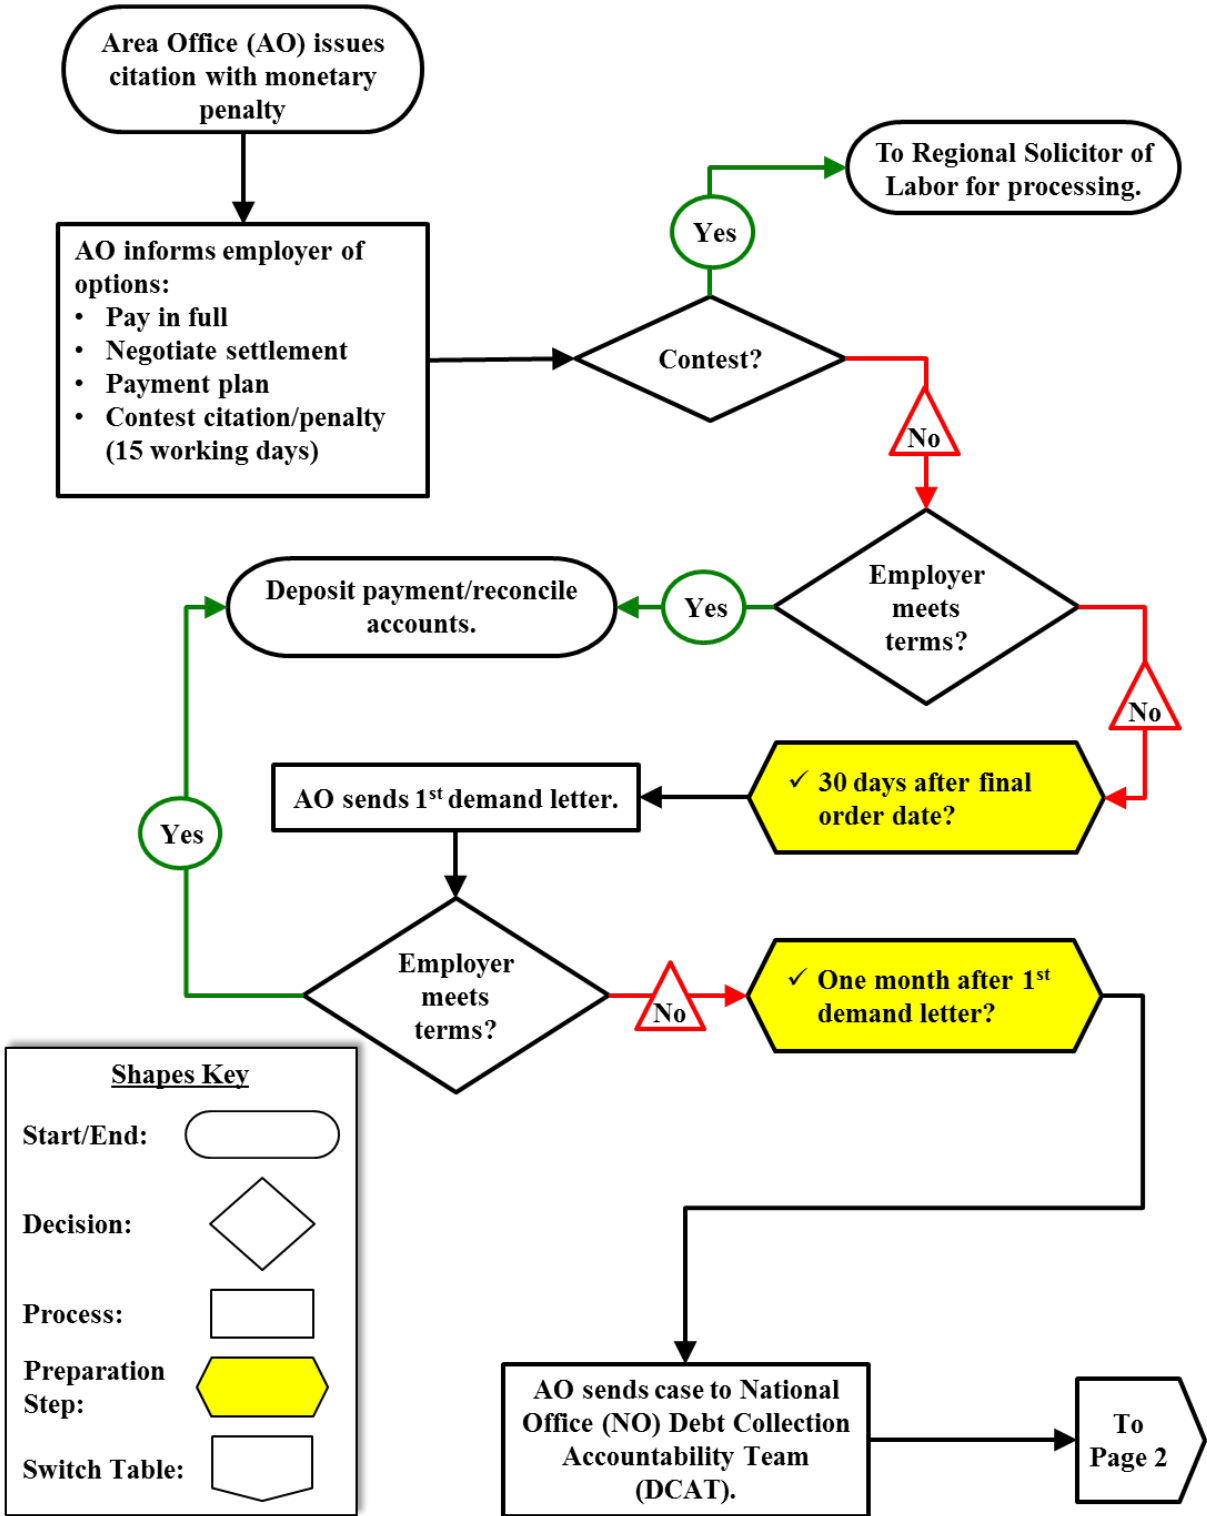 Area Office (AO) issues
citation with monetary
penalty
To Regional Solicitor of
Labor for processing.
Yes
AO informs employer of
options:
• Pay in full
• Negotiate settlement
• Payment plan
• Contest citation/penalty
(15 working days)
Contest?
No
Employer
meets
terms?
Yes
Deposit payment/reconcile
accounts.
No
✓ 30 days after final
order date?
AO sends 1st demand letter.
Yes
Employer
meets
terms?
No
✓ One month after 1st
demand letter?
Shapes Key
Start/End:
Decision:
Process:
Preparation
Step:
Switch Table:
AO sends case to National
Office (NO) Debt Collection
Accountability Team
(DCAT).
To
Page 2